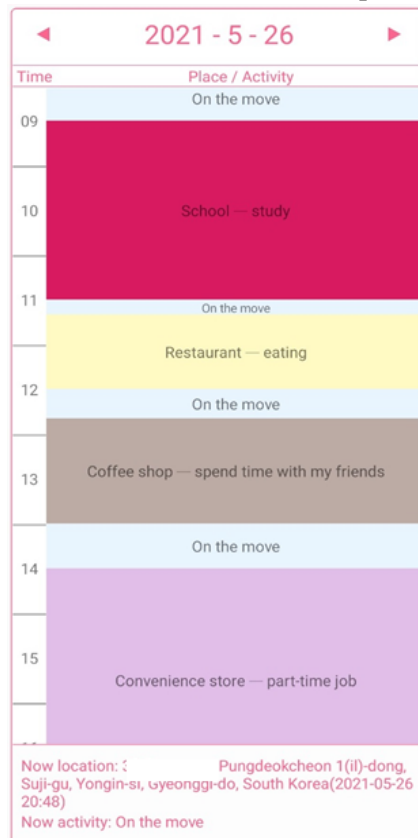 2021 - 5 - 26
Time Place / Activity
On the move
09
School — study
10
11
On the move
Restaurant — eating
12
On the move
Coffee shop — spend time with my friends
13
On the move
14
15
Convenience store — part-time job
Now location: Pungdeokcheon 1(il)-dong,
Suji-gu, Yongin-si, Gyeonggi-do, South Korea(2021-05-26
20:48)
Now activity: On the move